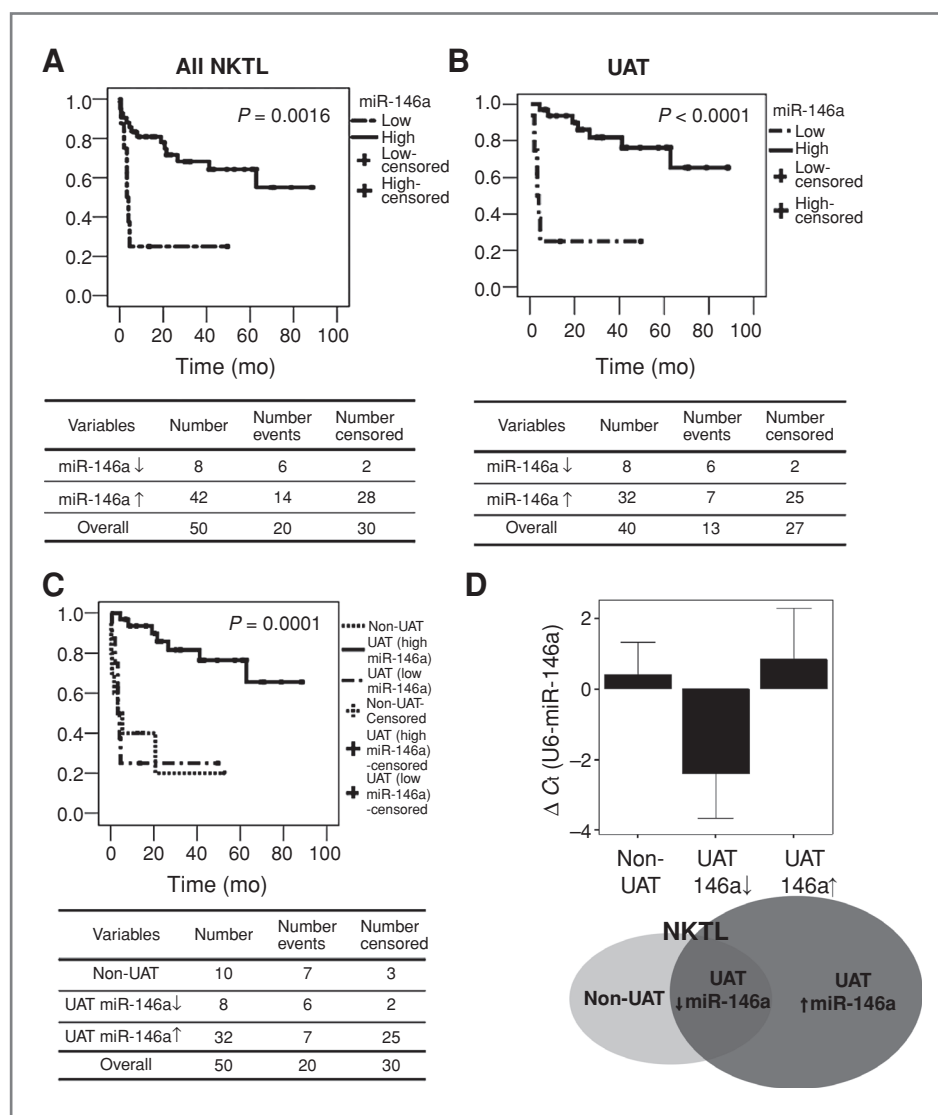 A
All NKTL
1.0
0.8
0.6
0.4
0.2
0.0
P = 0.0016
miR-146a
Low
High
Low-
censored
High-
censored
0 20 40 60 80 100
Time (mo)
Variables Number Number events Number censored
miR-146a ↓ 8 6 2
miR-146a ↑ 42 14 28
Overall 50 20 30
B
UAT
1.0
0.8
0.6
0.4
0.2
0.0
P < 0.0001
miR-146a
Low
High
Low-
censored
High-
censored
0 20 40 60 80 100
Time (mo)
Variables Number Number events Number censored
miR-146a ↓ 8 6 2
miR-146a ↑ 32 7 25
Overall 40 13 27
C
1.0
0.8
0.6
0.4
0.2
0.0
P = 0.0001
Non-UAT
UAT (high
miR-146a)
UAT (low
miR-146a)
Non-UAT-
Censored
UAT (high
miR-146a)
-censored
UAT (low
miR-146a)
-censored
0 20 40 60 80 100
Time (mo)
Variables Number Number events Number censored
Non-UAT 10 7 3
UAT miR-146a↓ 8 6 2
UAT miR-146a↑ 32 7 25
Overall 50 20 30
D
Δ Ct (U6-miR-146a)
2
0
−2
−4
Non-
UAT
UAT
146a↓
UAT
146a↑
NKTL
Non-UAT
UAT
↓miR-146a
UAT
↑miR-146a